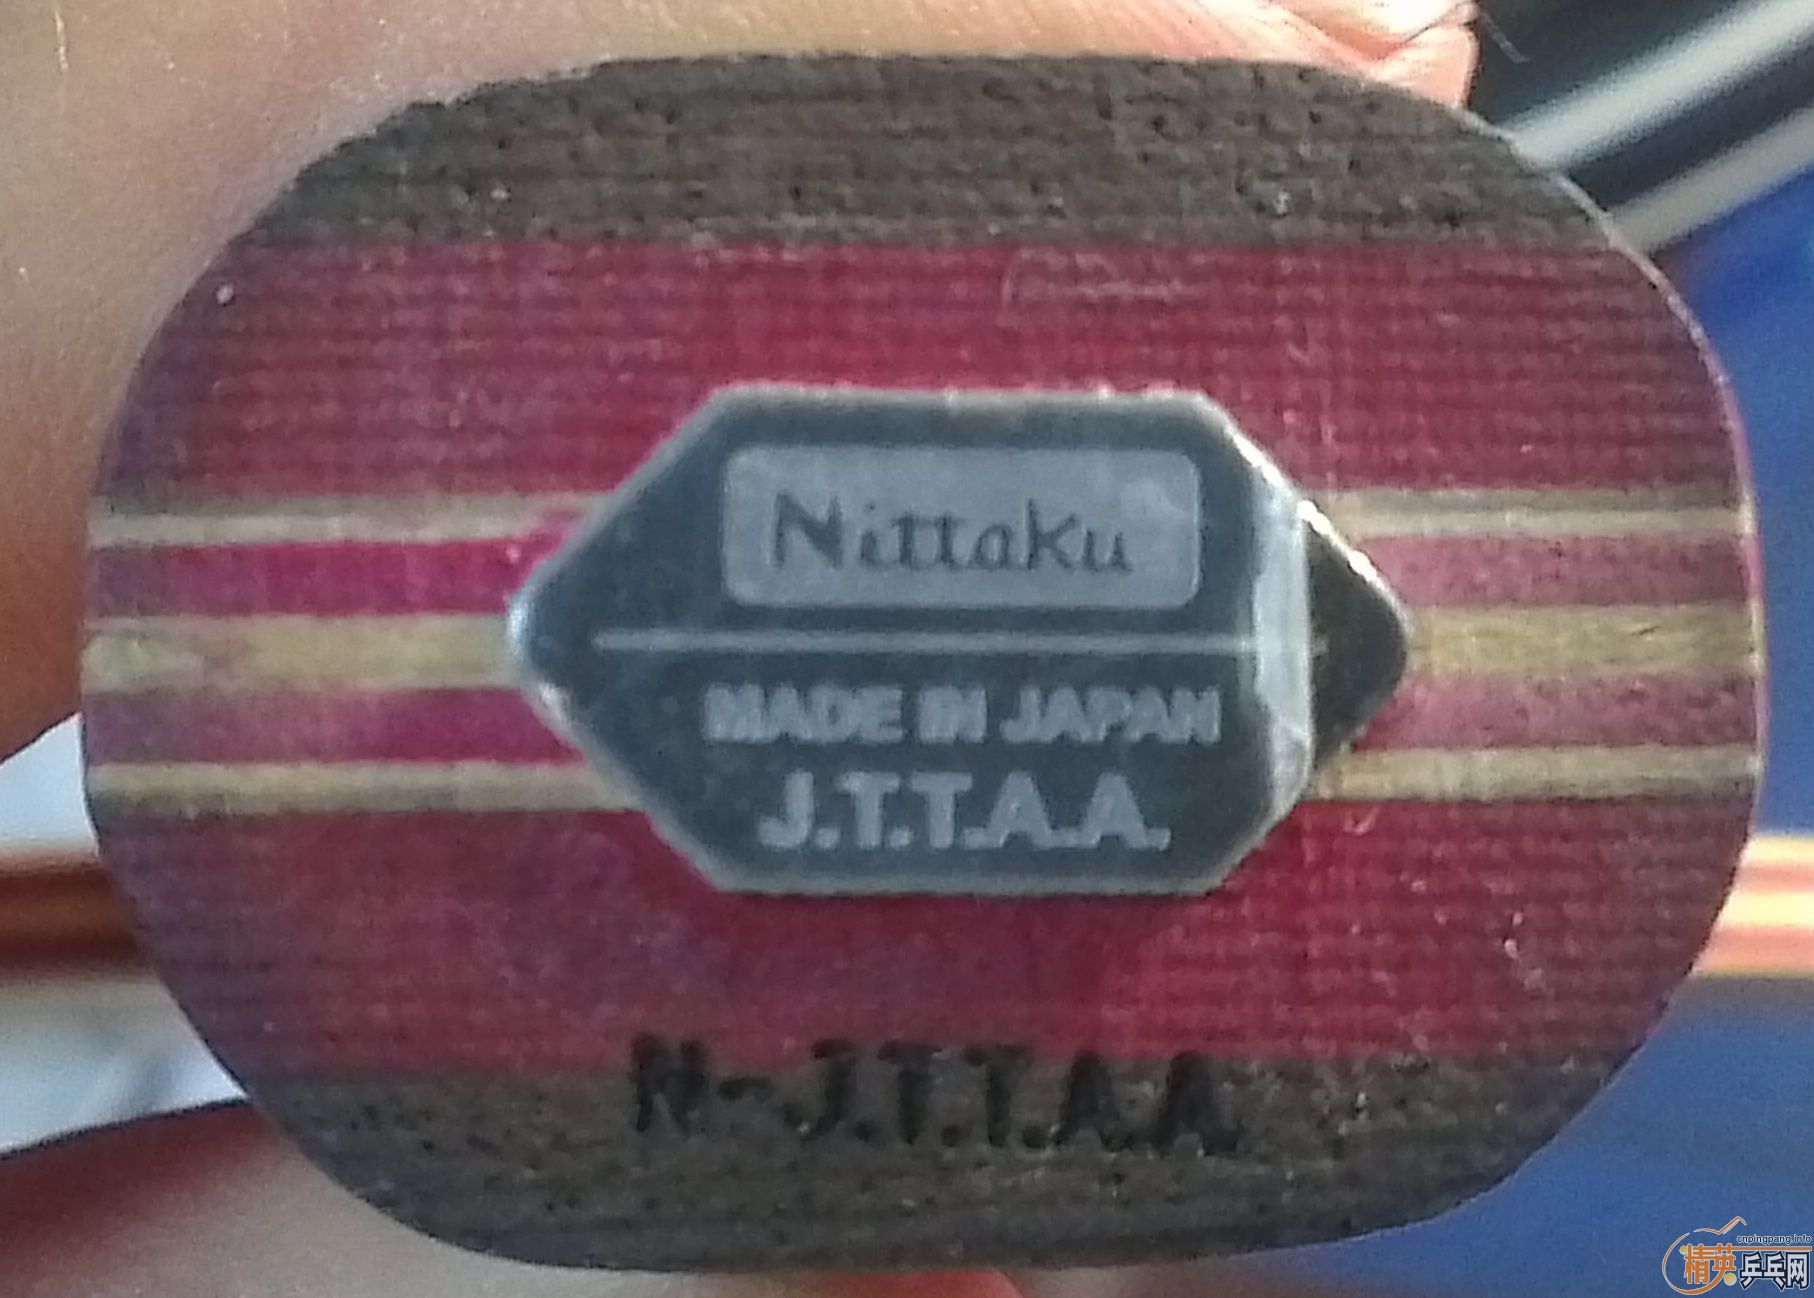 Nittaku
MADE IN JAPAN
J.T.T.A.A.
N-J.T.T.A.A.
cnpingpang.info
精英乒乓网